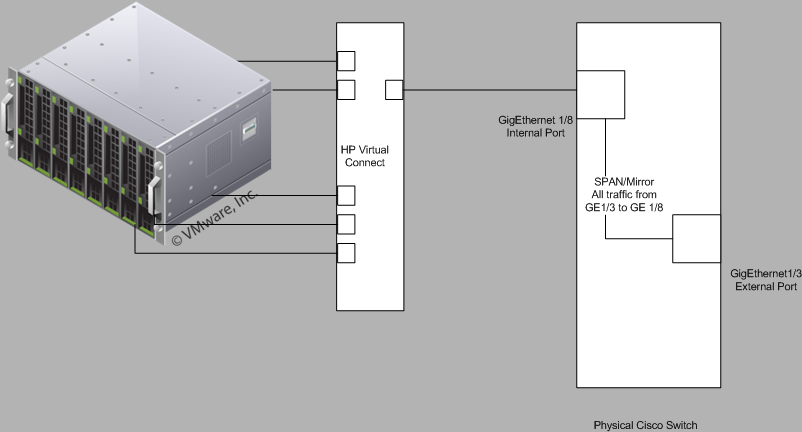 GigEthernet 1/8
Internal Port
HP Virtual
Connect
SPAN/Mirror
All traffic from
GE1/3 to GE 1/8
© VMware, Inc.
GigEthernet1/3
External Port
Physical Cisco Switch